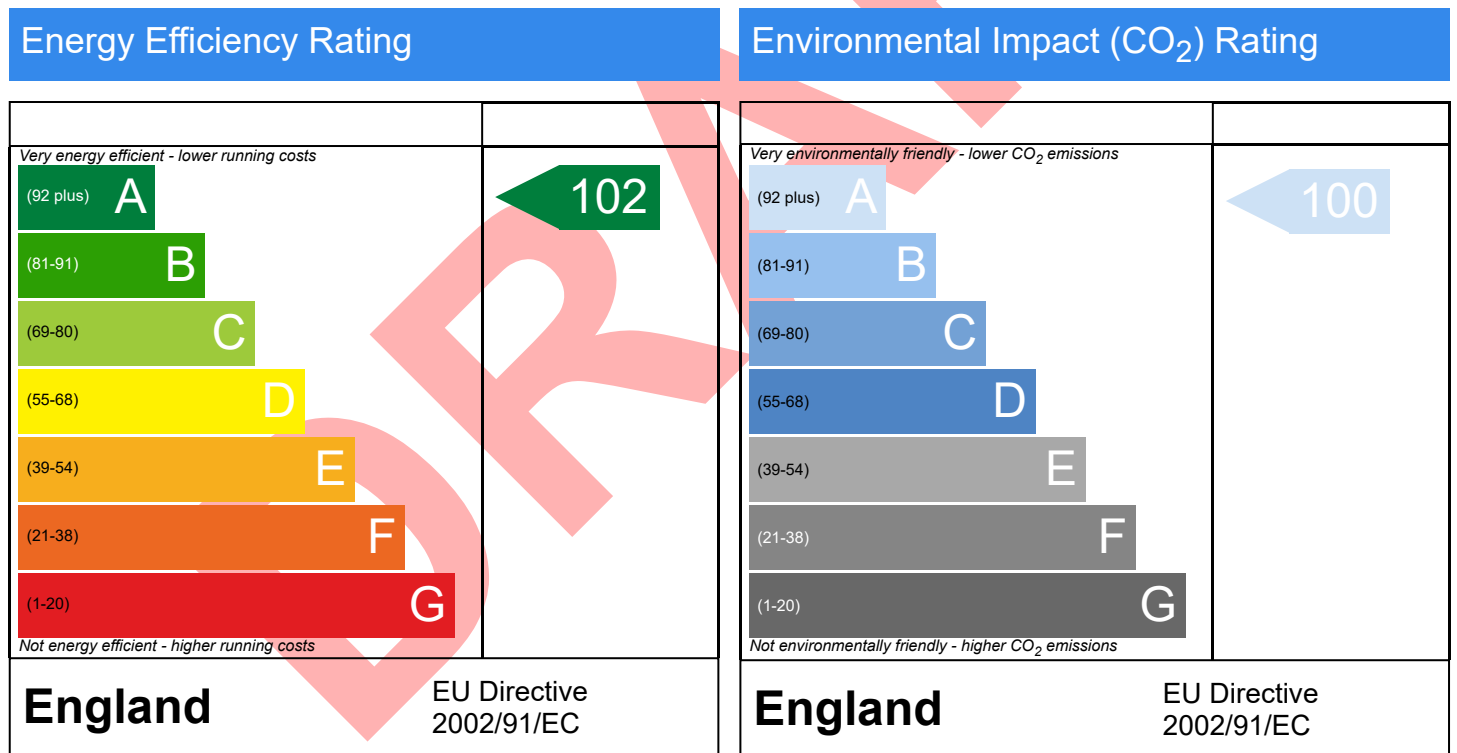 Energy Efficiency Rating
Very energy efficient - lower running costs
(92 plus) A
102
(81-91) B
(69-80) C
(55-68) D
(39-54) E
(21-38) F
(1-20) G
Not energy efficient - higher running costs
England
EU Directive
2002/91/EC
Environmental Impact (CO₂) Rating
Very environmentally friendly - lower CO₂ emissions
(92 plus) A
100
(81-91) B
(69-80) C
(55-68) D
(39-54) E
(21-38) F
(1-20) G
Not environmentally friendly - higher CO₂ emissions
England
EU Directive
2002/91/EC